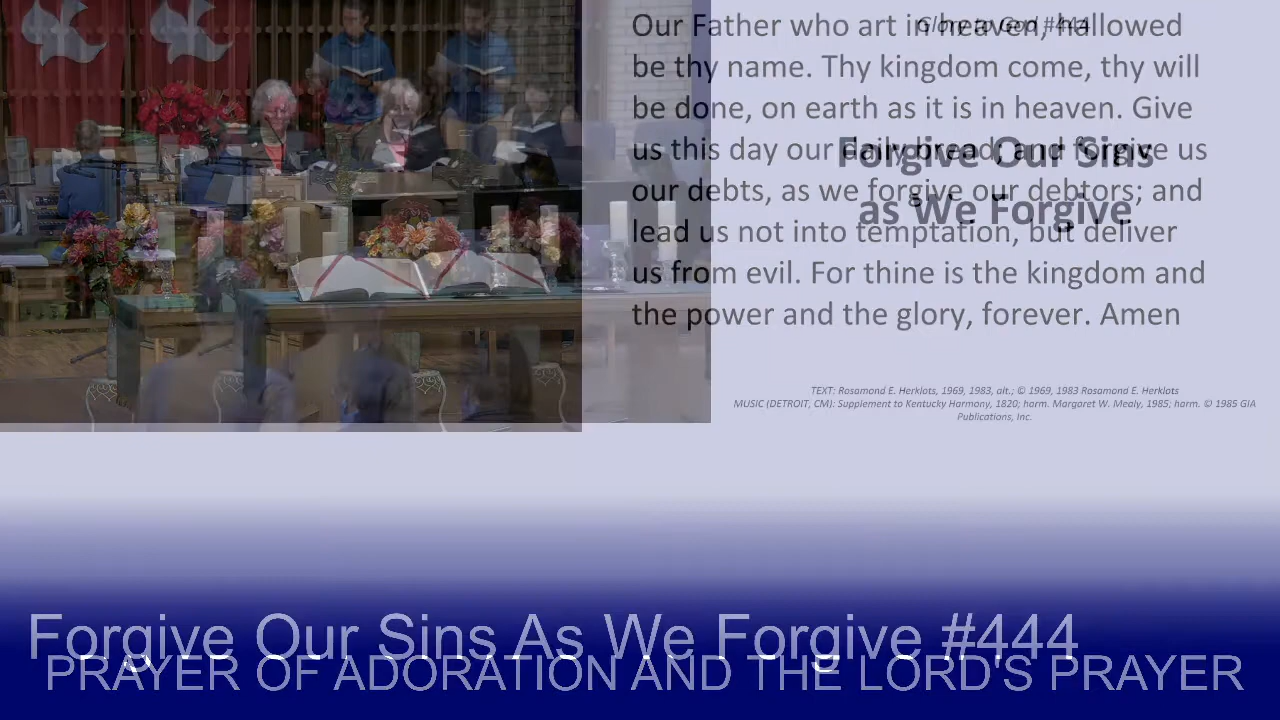 Glory to God #444
Our Father who art in heaven, hallowed
be thy name. Thy kingdom come, thy will
be done, on earth as it is in heaven. Give
us this day our daily bread; and forgive us
our debts, as we forgive our debtors; and
lead us not into temptation, but deliver
us from evil. For thine is the kingdom and
the power and the glory, forever. Amen
Forgive Our Sins
as We Forgive
TEXT: Rosamond E. Herklots, 1969, 1983, alt.; © 1969, 1983 Rosamond E. Herklots
MUSIC (DETROIT, CM): Supplement to Kentucky Harmony, 1820; harm. Margaret W. Mealy, 1985; harm. © 1985 GIA
Publications, Inc.
Forgive Our Sins As We Forgive #444
PRAYER OF ADORATION AND THE LORD'S PRAYER